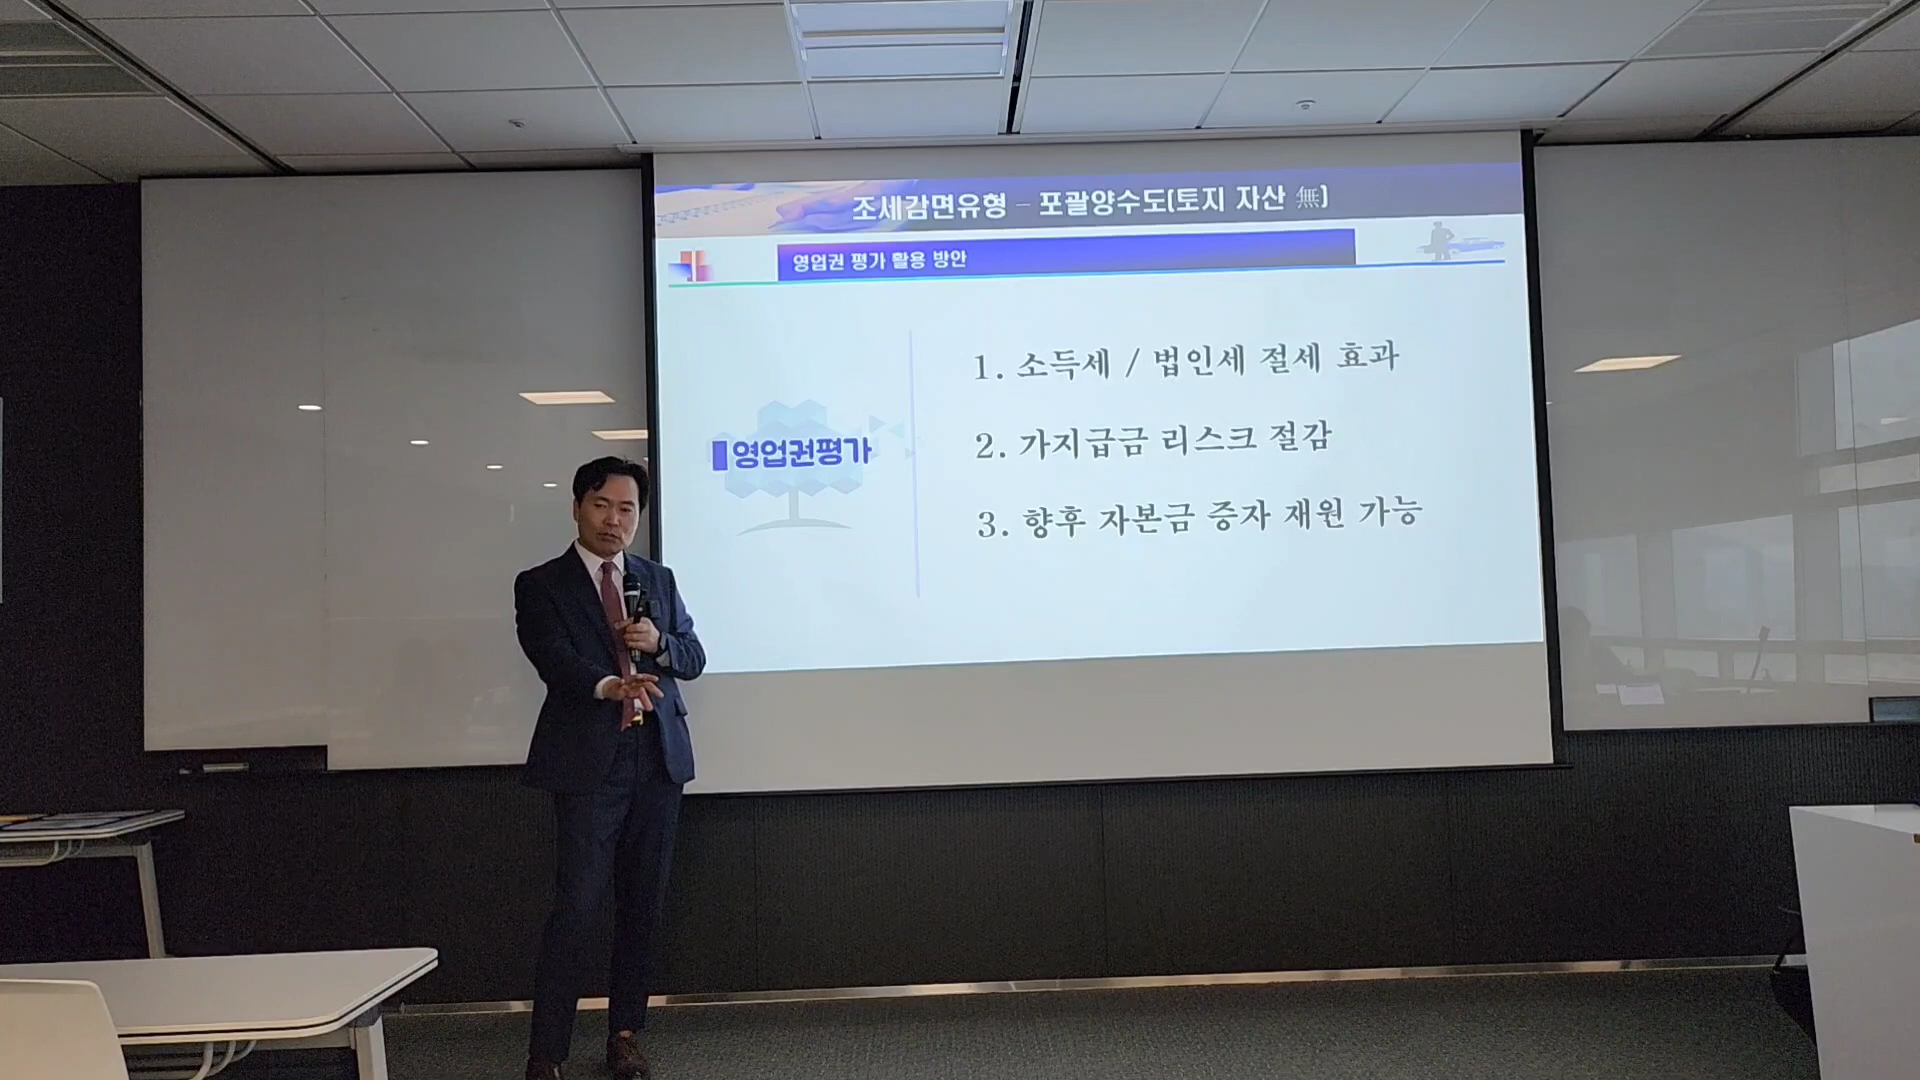 조세감면유형 – 포괄양수도(토지 자산 無)
영업권 평가 활용 방안
영업권평가
1. 소득세 / 법인세 절세 효과
2. 가지급금 리스크 절감
3. 향후 자본금 증자 재원 가능